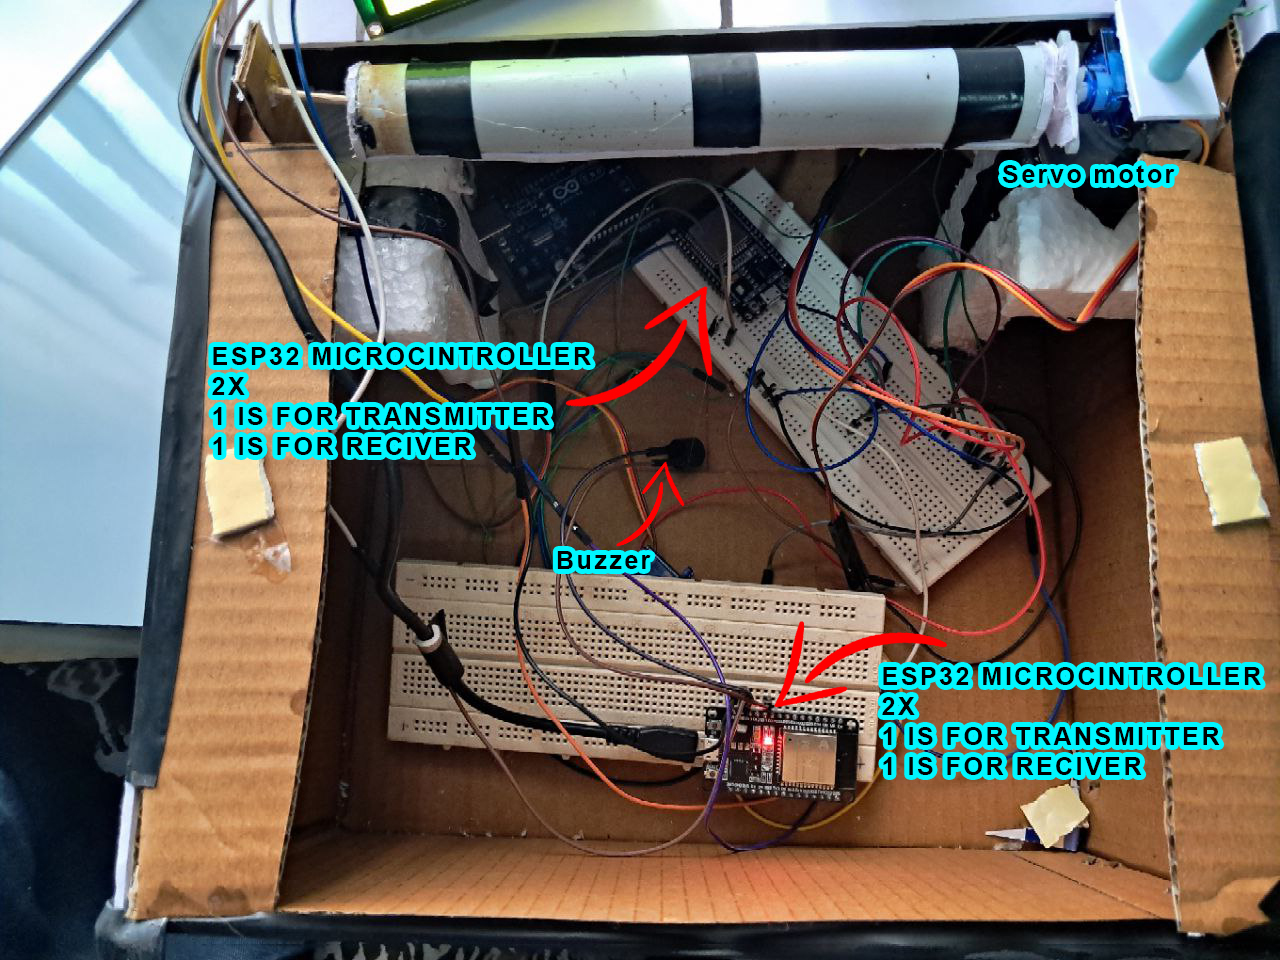 Servo motor
ESP32 MICROCINTROLLER
2X
1 IS FOR TRANSMITTER
1 IS FOR RECIVER
Buzzer
ESP32 MICROCINTROLLER
2X
1 IS FOR TRANSMITTER
1 IS FOR RECIVER